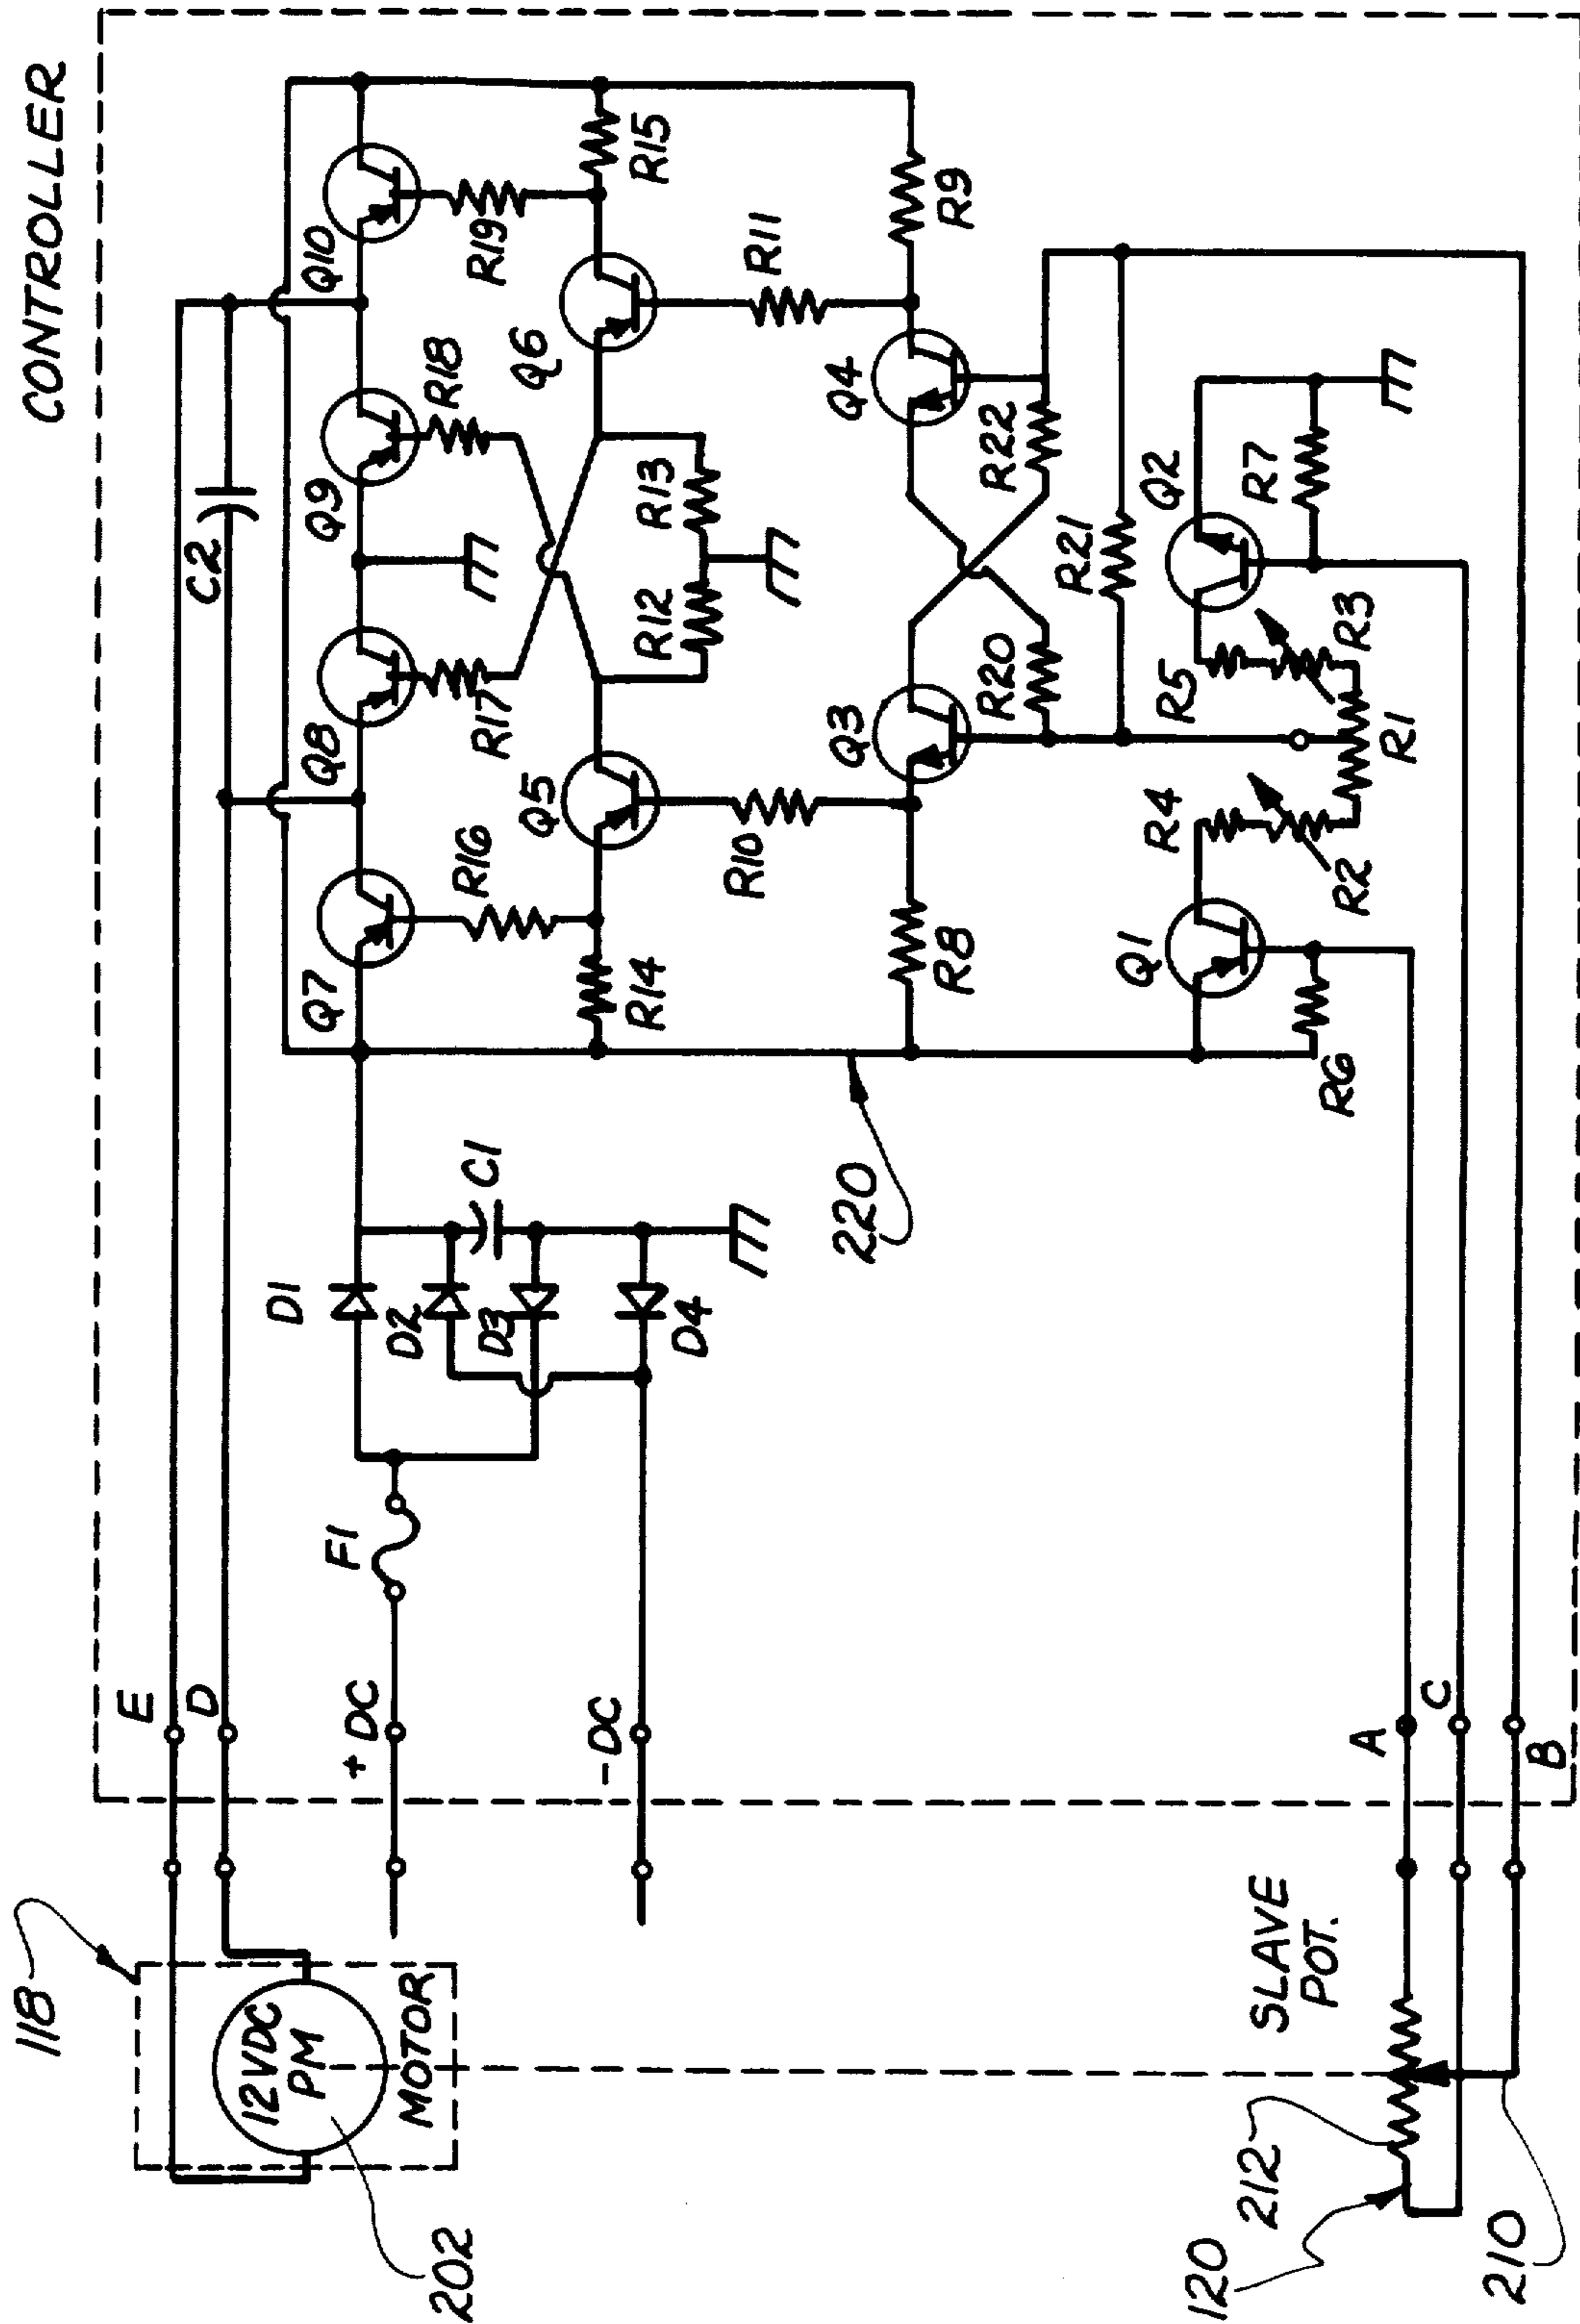 CONTROLLER
118
12VDC
PM
MOTOR
202
E
D
+DC
-DC
F1
D1
D2
D3
D4
C1
C2
Q7
Q8
Q9
Q10
R16
R17
R18
R19
R14
Q5
Q6
R15
R12
R13
R10
R11
R8
Q3
Q4
R9
220
R20
R21
R22
Q1
R4
R5
Q2
R7
R6
R2
R1
R3
A
C
B
SLAVE
POT.
120
212
210